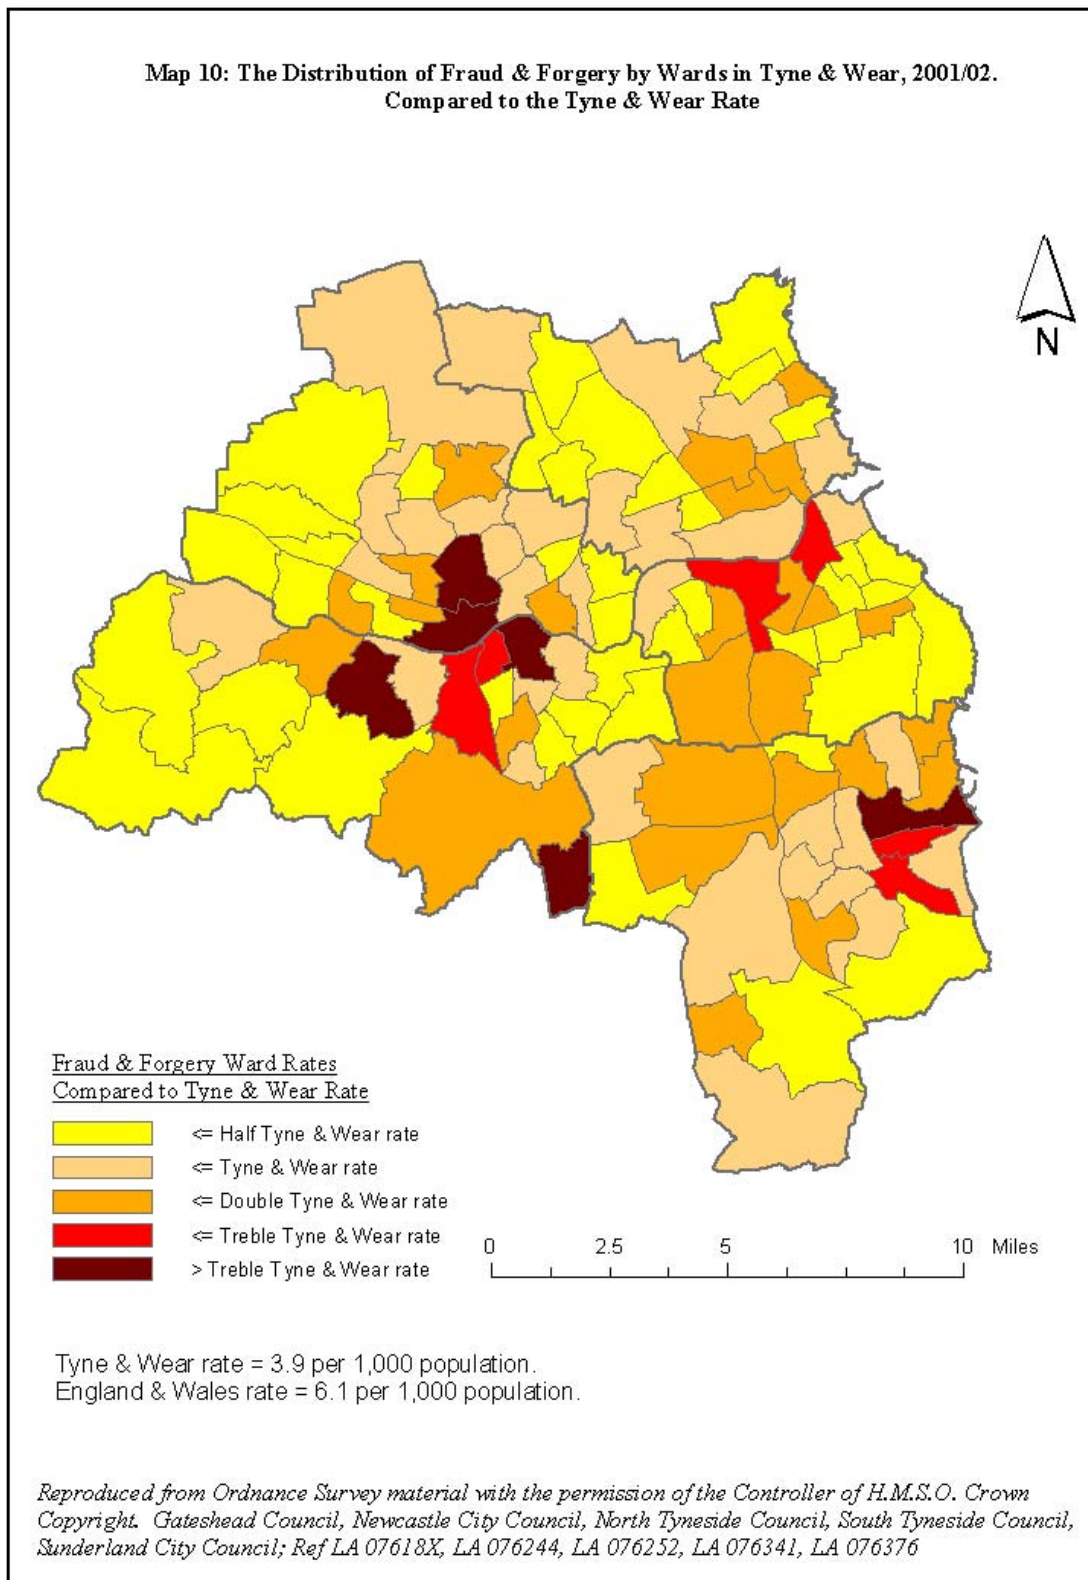 Map 10: The Distribution of Fraud & Forgery by Wards in Tyne & Wear, 2001/02.
Compared to the Tyne & Wear Rate
N
Fraud & Forgery Ward Rates
Compared to Tyne & Wear Rate
<= Half Tyne & Wear rate
<= Tyne & Wear rate
<= Double Tyne & Wear rate
<= Treble Tyne & Wear rate
> Treble Tyne & Wear rate
0 2.5 5 10 Miles
Tyne & Wear rate = 3.9 per 1,000 population.
England & Wales rate = 6.1 per 1,000 population.
Reproduced from Ordnance Survey material with the permission of the Controller of H.M.S.O. Crown
Copyright. Gateshead Council, Newcastle City Council, North Tyneside Council, South Tyneside Council,
Sunderland City Council; Ref LA 07618X, LA 076244, LA 076252, LA 076341, LA 076376